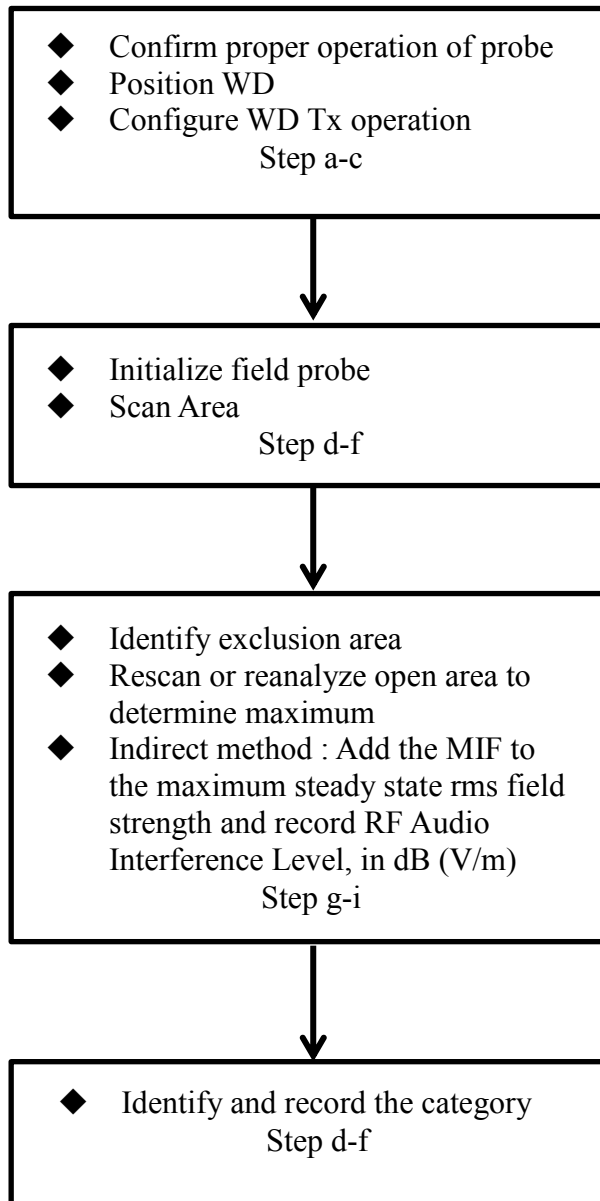 ◆ Confirm proper operation of probe
◆ Position WD
◆ Configure WD Tx operation
Step a-c
◆ Initialize field probe
◆ Scan Area
Step d-f
◆ Identify exclusion area
◆ Rescan or reanalyze open area to
determine maximum
◆ Indirect method : Add the MIF to
the maximum steady state rms field
strength and record RF Audio
Interference Level, in dB (V/m)
Step g-i
◆ Identify and record the category
Step d-f